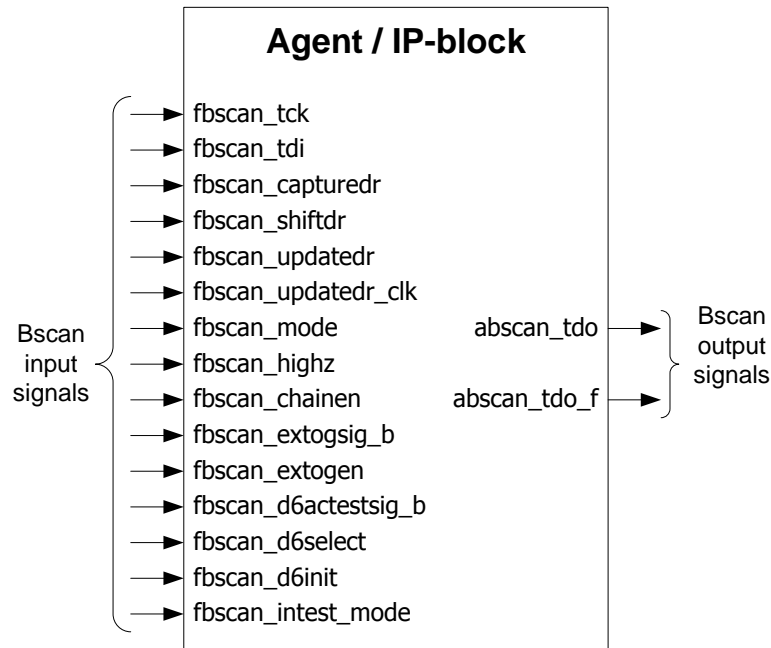 Agent / IP-block
Bscan
input
signals
fbscan_tck
fbscan_tdi
fbscan_capturedr
fbscan_shiftdr
fbscan_updatedr
fbscan_updatedr_clk
fbscan_mode
fbscan_highz
fbscan_chainen
fbscan_extogsig_b
fbscan_extogen
fbscan_d6actestsig_b
fbscan_d6select
fbscan_d6init
fbscan_intest_mode
abscan_tdo
abscan_tdo_f
Bscan
output
signals